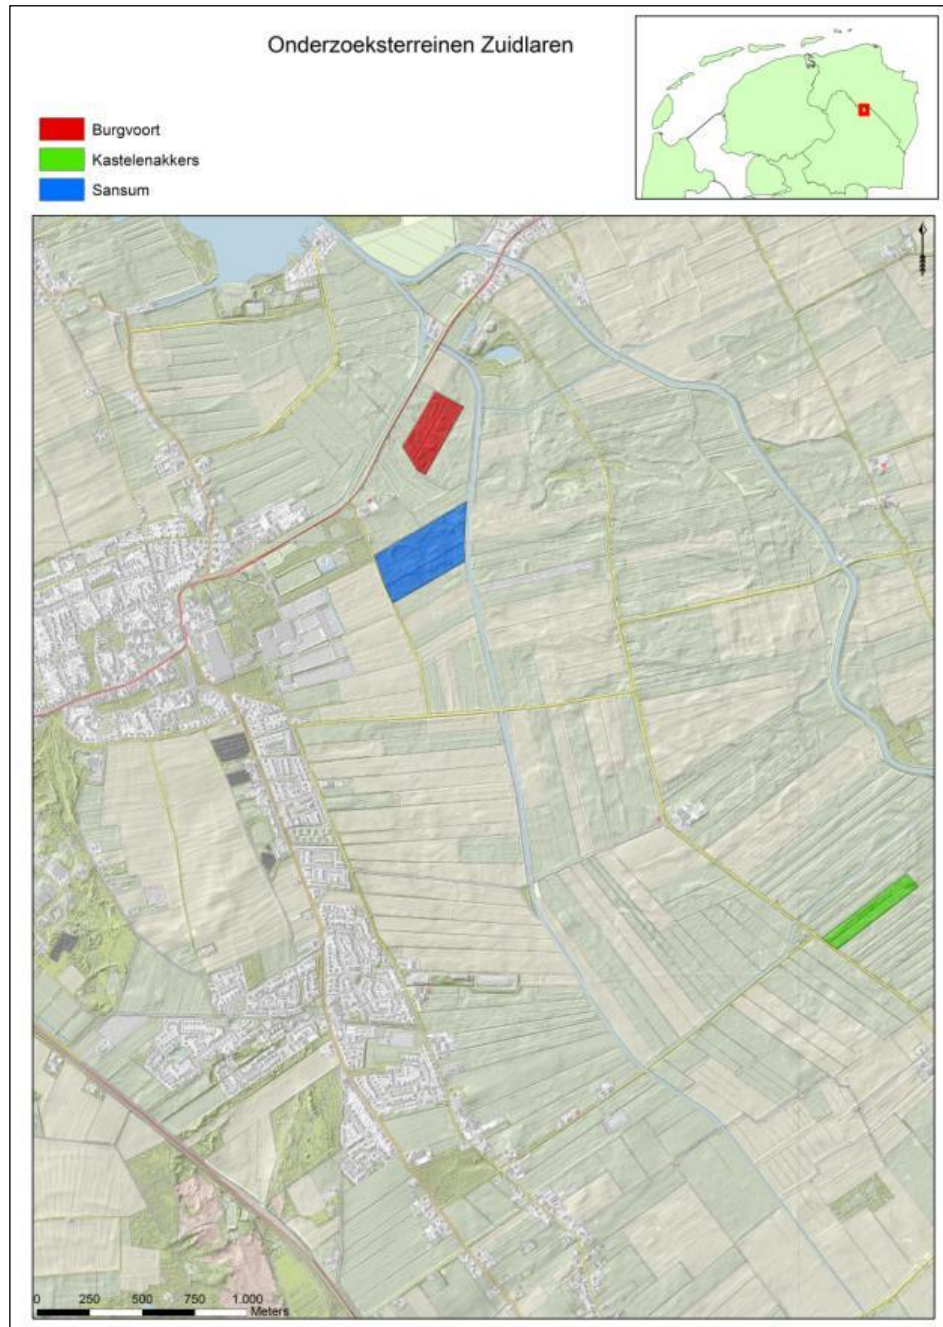 Onderzoeksterreinen Zuidlaren
Burgvoort
Kastelenakkers
Sansum
0 250 500 750 1.000
Meters